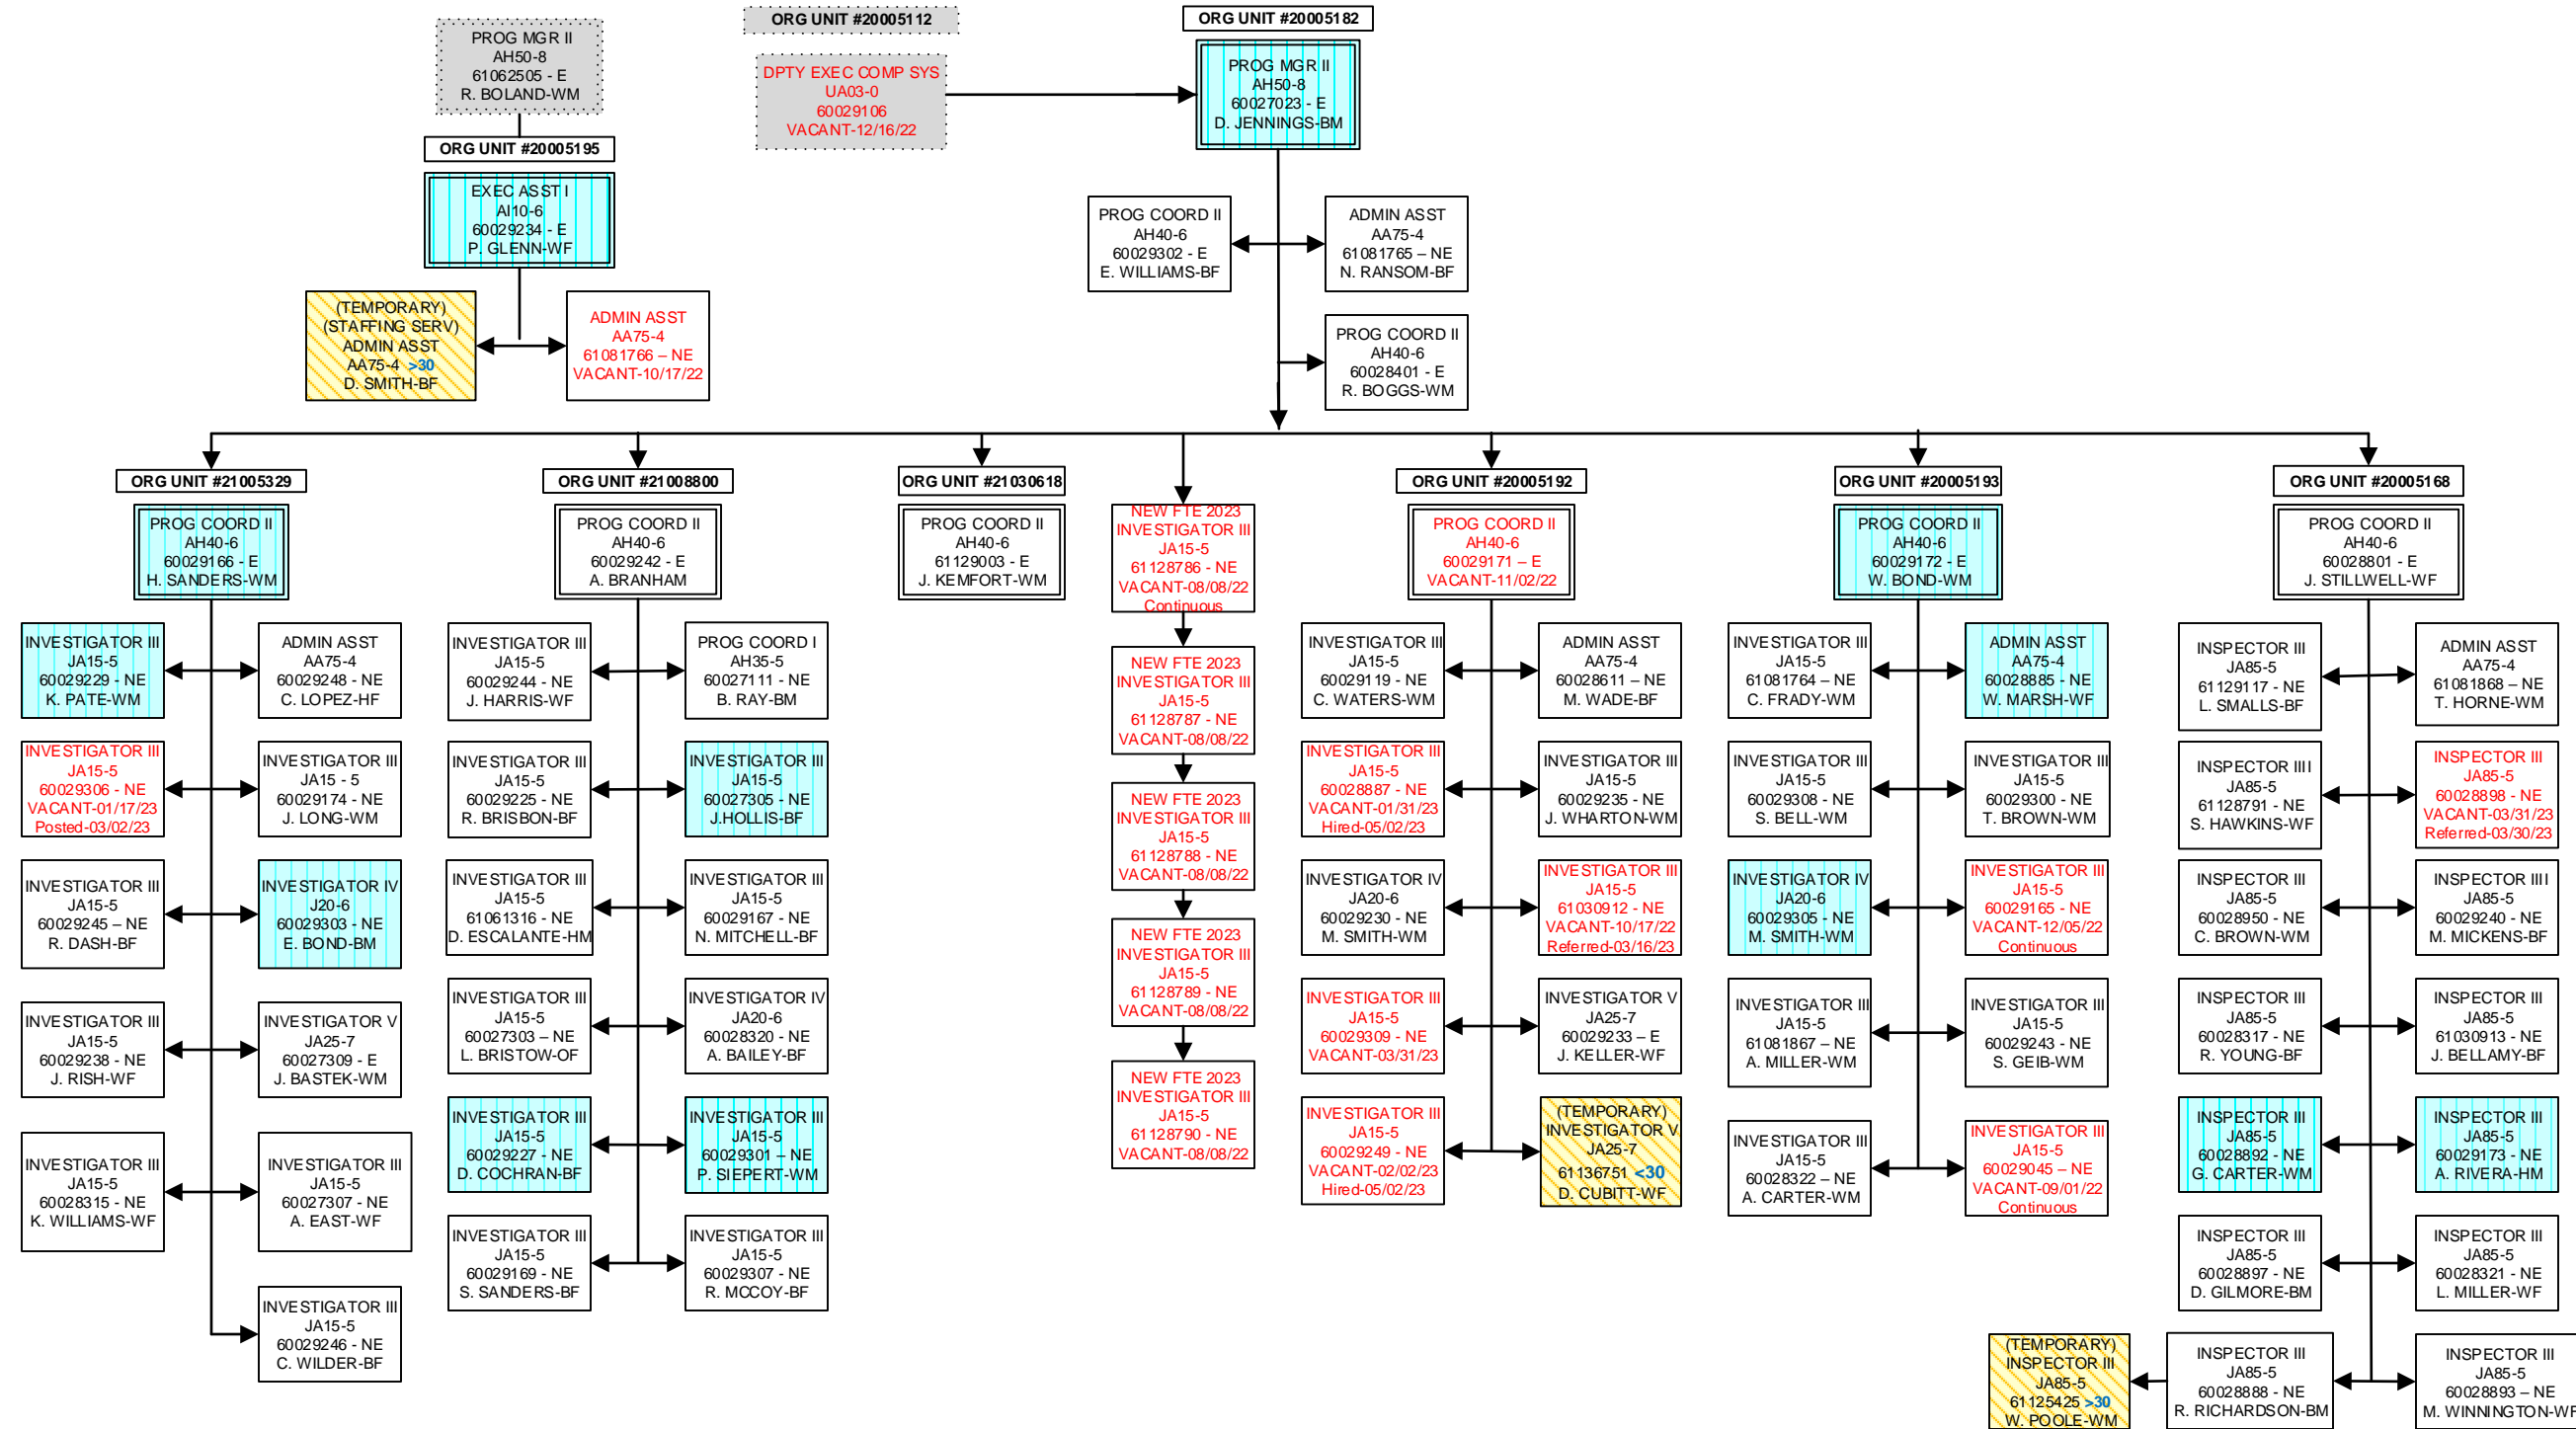 PROG MGR II
AH50-8
61062505 - E
R. BOLAND-WM
ORG UNIT #20005112
DPTY EXEC COMP SYS
UA03-0
60029106
VACANT-12/16/22
ORG UNIT #20005182
PROG MGR II
AH50-8
60027023 - E
D. JENNINGS-BM
ORG UNIT #20005195
EXEC ASST I
AI10-6
60029234 - E
P. GLENN-WF
(TEMPORARY)
(STAFFING SERV)
ADMIN ASST
AA75-4 >30
D. SMITH-BF
ADMIN ASST
AA75-4
61081766 – NE
VACANT-10/17/22
PROG COORD II
AH40-6
60029302 - E
E. WILLIAMS-BF
ADMIN ASST
AA75-4
61081765 – NE
N. RANSOM-BF
PROG COORD II
AH40-6
60028401 - E
R. BOGGS-WM
ORG UNIT #21005329
PROG COORD II
AH40-6
60029166 - E
H. SANDERS-WM
INVESTIGATOR III
JA15-5
60029229 - NE
K. PATE-WM
ADMIN ASST
AA75-4
60029248 - NE
C. LOPEZ-HF
INVESTIGATOR III
JA15-5
60029306 - NE
VACANT-01/17/23
Posted-03/02/23
INVESTIGATOR III
JA15 - 5
60029174 - NE
J. LONG-WM
INVESTIGATOR III
JA15-5
60029245 – NE
R. DASH-BF
INVESTIGATOR IV
J20-6
60029303 - NE
E. BOND-BM
INVESTIGATOR III
JA15-5
60029238 - NE
J. RISH-WF
INVESTIGATOR V
JA25-7
60027309 - E
J. BASTEK-WM
INVESTIGATOR III
JA15-5
60028315 - NE
K. WILLIAMS-WF
INVESTIGATOR III
JA15-5
60027307 - NE
A. EAST-WF
INVESTIGATOR III
JA15-5
60029246 - NE
C. WILDER-BF
ORG UNIT #21008800
PROG COORD II
AH40-6
60029242 - E
A. BRANHAM
INVESTIGATOR III
JA15-5
60029244 - NE
J. HARRIS-WF
PROG COORD I
AH35-5
60027111 - NE
B. RAY-BM
INVESTIGATOR III
JA15-5
60029225 - NE
R. BRISBON-BF
INVESTIGATOR III
JA15-5
60027305 - NE
J.HOLLIS-BF
INVESTIGATOR III
JA15-5
61061316 - NE
D. ESCALANTE-HM
INVESTIGATOR III
JA15-5
60029167 - NE
N. MITCHELL-BF
INVESTIGATOR III
JA15-5
60027303 – NE
L. BRISTOW-OF
INVESTIGATOR IV
JA20-6
60028320 - NE
A. BAILEY-BF
INVESTIGATOR III
JA15-5
60029227 - NE
D. COCHRAN-BF
INVESTIGATOR III
JA15-5
60029301 – NE
P. SIEPERT-WM
INVESTIGATOR III
JA15-5
60029169 - NE
S. SANDERS-BF
INVESTIGATOR III
JA15-5
60029307 - NE
R. MCCOY-BF
ORG UNIT #21030618
PROG COORD II
AH40-6
61129003 - E
J. KEMFORT-WM
NEW FTE 2023
INVESTIGATOR III
JA15-5
61128786 - NE
VACANT-08/08/22
Continuous
NEW FTE 2023
INVESTIGATOR III
JA15-5
61128787 - NE
VACANT-08/08/22
NEW FTE 2023
INVESTIGATOR III
JA15-5
61128788 - NE
VACANT-08/08/22
NEW FTE 2023
INVESTIGATOR III
JA15-5
61128789 - NE
VACANT-08/08/22
NEW FTE 2023
INVESTIGATOR III
JA15-5
61128790 - NE
VACANT-08/08/22
ORG UNIT #20005192
PROG COORD II
AH40-6
60029171 – E
VACANT-11/02/22
INVESTIGATOR III
JA15-5
60029119 - NE
C. WATERS-WM
ADMIN ASST
AA75-4
60028611 – NE
M. WADE-BF
INVESTIGATOR III
JA15-5
60028887 - NE
VACANT-01/31/23
Hired-05/02/23
INVESTIGATOR III
JA15-5
60029235 - NE
J. WHARTON-WM
INVESTIGATOR IV
JA20-6
60029230 - NE
M. SMITH-WM
INVESTIGATOR III
JA15-5
61030912 - NE
VACANT-10/17/22
Referred-03/16/23
INVESTIGATOR III
JA15-5
60029309 - NE
VACANT-03/31/23
INVESTIGATOR V
JA25-7
60029233 – E
J. KELLER-WF
INVESTIGATOR III
JA15-5
60029249 - NE
VACANT-02/02/23
Hired-05/02/23
(TEMPORARY)
INVESTIGATOR V
JA25-7
61136751 <30
D. CUBITT-WF
ORG UNIT #20005193
PROG COORD II
AH40-6
60029172 – E
W. BOND-WM
INVESTIGATOR III
JA15-5
61081764 – NE
C. FRADY-WM
ADMIN ASST
AA75-4
60028885 - NE
W. MARSH-WF
INVESTIGATOR III
JA15-5
60029308 - NE
S. BELL-WM
INVESTIGATOR III
JA15-5
60029300 - NE
T. BROWN-WM
INVESTIGATOR IV
JA20-6
60029305 - NE
M. SMITH-WM
INVESTIGATOR III
JA15-5
60029165 - NE
VACANT-12/05/22
Continuous
INVESTIGATOR III
JA15-5
61081867 – NE
A. MILLER-WM
INVESTIGATOR III
JA15-5
60029243 - NE
S. GEIB-WM
INVESTIGATOR III
JA15-5
60028322 – NE
A. CARTER-WM
INVESTIGATOR III
JA15-5
60029045 – NE
VACANT-09/01/22
Continuous
ORG UNIT #20005168
PROG COORD II
AH40-6
60028801 - E
J. STILLWELL-WF
INSPECTOR III
JA85-5
61129117 - NE
L. SMALLS-BF
ADMIN ASST
AA75-4
61081868 – NE
T. HORNE-WM
INSPECTOR IIII
JA85-5
61128791 - NE
S. HAWKINS-WF
INSPECTOR III
JA85-5
60028898 - NE
VACANT-03/31/23
Referred-03/30/23
INSPECTOR III
JA85-5
60028950 - NE
C. BROWN-WM
INSPECTOR IIII
JA85-5
60029240 - NE
M. MICKENS-BF
INSPECTOR III
JA85-5
60028317 - NE
R. YOUNG-BF
INSPECTOR III
JA85-5
61030913 - NE
J. BELLAMY-BF
INSPECTOR III
JA85-5
60028892 - NE
G. CARTER-WM
INSPECTOR III
JA85-5
60029173 - NE
A. RIVERA-HM
INSPECTOR III
JA85-5
60028897 - NE
D. GILMORE-BM
INSPECTOR III
JA85-5
60028321 - NE
L. MILLER-WF
(TEMPORARY)
INSPECTOR III
JA85-5
61125425 >30
W. POOLE-WM
INSPECTOR III
JA85-5
60028888 - NE
R. RICHARDSON-BM
INSPECTOR III
JA85-5
60028893 – NE
M. WINNINGTON-WF